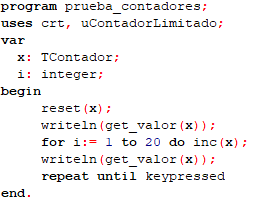 program prueba_contadores;
uses crt, uContadorLimitado;
var
x: TContador;
i: integer;
begin
reset(x);
writeln(get_valor(x));
for i:= 1 to 20 do inc(x);
writeln(get_valor(x));
repeat until keypressed
end.